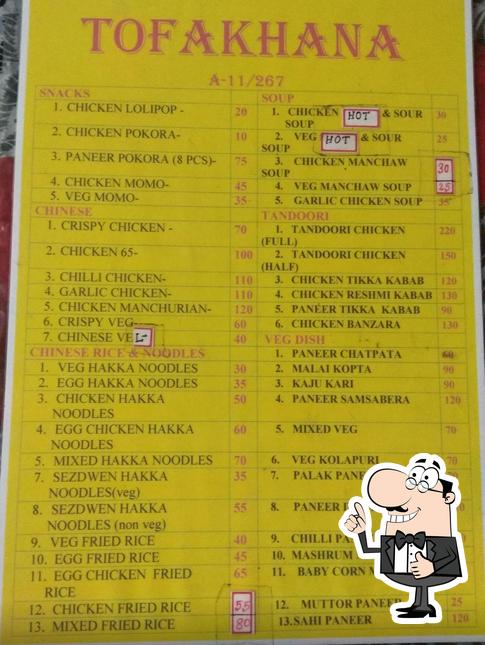 TOFAKHANA
A-11/267
SNACKS
1. CHICKEN LOLIPOP - 20
2. CHICKEN POKORA- 10
3. PANEER POKORA (8 PCS)- 75
4. CHICKEN MOMO- 45
5. VEG MOMO- 35
CHINESE
1. CRISPY CHICKEN - 70
2. CHICKEN 65- 100
3. CHILLI CHICKEN- 110
4. GARLIC CHICKEN- 110
5. CHICKEN MANCHURIAN- 120
6. CRISPY VEG- 60
7. CHINESE VEL- 40
CHINESE RICE & NOODLES
1. VEG HAKKA NOODLES 30
2. EGG HAKKA NOODLES 35
3. CHICKEN HAKKA 50
NOODLES
4. EGG CHICKEN HAKKA 60
NOODLES
5. MIXED HAKKA NOODLES 70
7. SEZDWEN HAKKA 35
NOODLES(veg)
8. SEZDWEN HAKKA 55
NOODLES (non veg)
9. VEG FRIED RICE 40
10. EGG FRIED RICE 45
11. EGG CHICKEN FRIED 65
RICE
12. CHICKEN FRIED RICE 55
13. MIXED FRIED RICE 80
SOUP
1. CHICKEN HOT & SOUR 30
SOUP
2. VEG HOT & SOUR 25
SOUP
3. CHICKEN MANCHAW 30
SOUP
4. VEG MANCHAW SOUP 25
5. GARLIC CHICKEN SOUP 35
TANDOORI
1. TANDOORI CHICKEN 220
(FULL)
2. TANDOORI CHICKEN 150
(HALF)
3. CHICKEN TIKKA KABAB 120
4. CHICKEN RESHMI KABAB 130
5. PANEER TIKKA KABAB 90
6. CHICKEN BANZARA 130
VEG DISH
1. PANEER CHATPATA 60
2. MALAI KOPTA 90
3. KAJU KARI 90
4. PANEER SAMSABERA 120
5. MIXED VEG 70
6. VEG KOLAPURI 70
7. PALAK PANE
8. PANEER
9. CHILLI PA
10. MASHRUM
11. BABY CORN
12. MUTTOR PANEER 25
13.SAHI PANEER 120